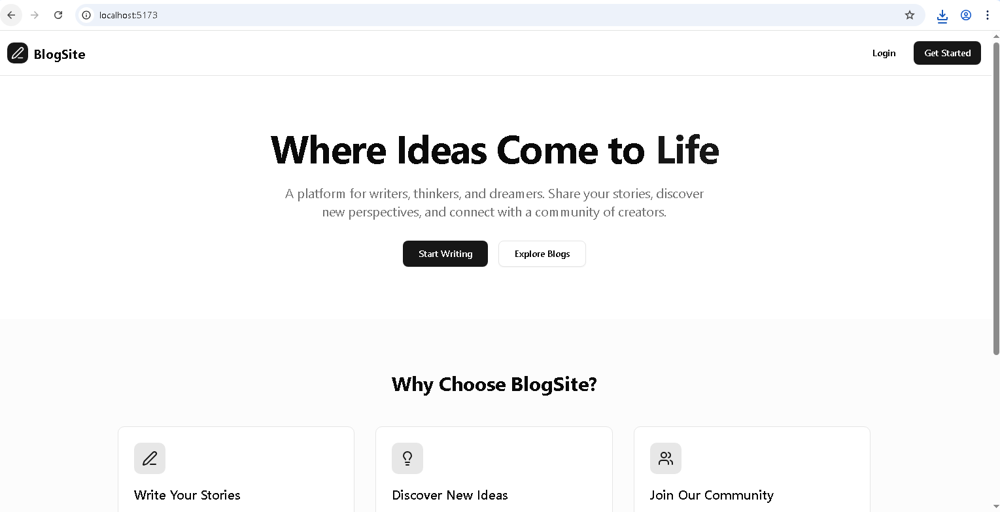 localhost:5173
BlogSite
Login
Get Started
Where Ideas Come to Life
A platform for writers, thinkers, and dreamers. Share your stories, discover
new perspectives, and connect with a community of creators.
Start Writing
Explore Blogs
Why Choose BlogSite?
Write Your Stories
Discover New Ideas
Join Our Community